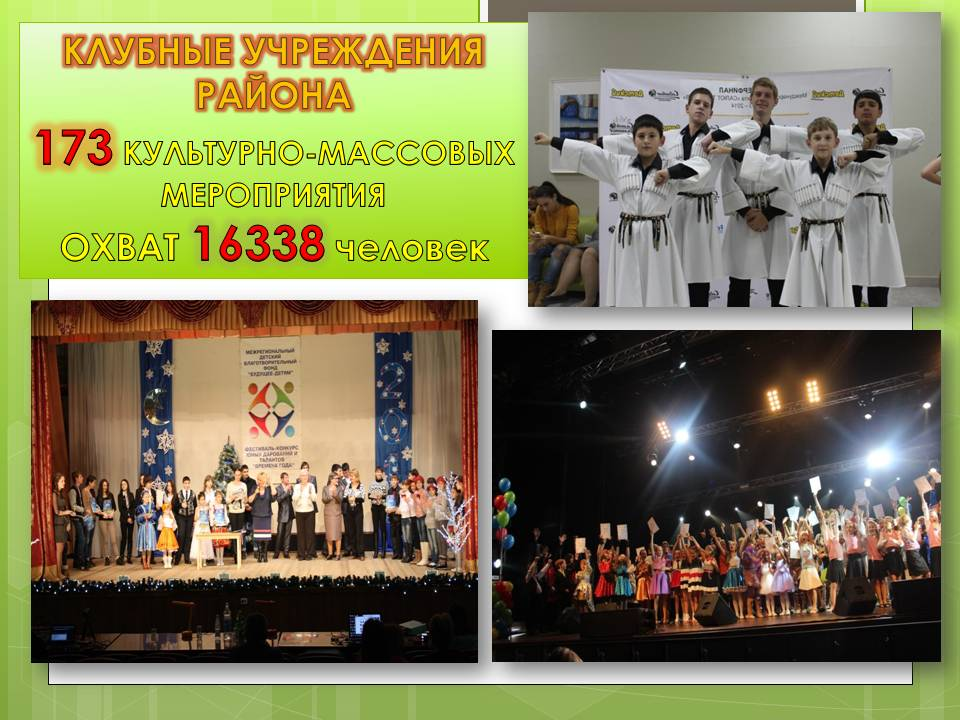 КЛУБНЫЕ УЧРЕЖДЕНИЯ
РАЙОНА
173 КУЛЬТУРНО-МАССОВЫХ
МЕРОПРИЯТИЯ
ОХВАТ 16338 человек
МЕЖРЕГИОНАЛЬНЫЙ
ДЕТСКИЙ
БЛАГОТВОРИТЕЛЬНЫЙ
ФОНД
"БУДУЩЕЕ-ДЕТЯМ"
ФЕСТИВАЛЬ-КОНКУРС
ЮНЫХ ДАРОВАНИЙ И
ТАЛАНТОВ
"ВРЕМЕНА ГОДА"